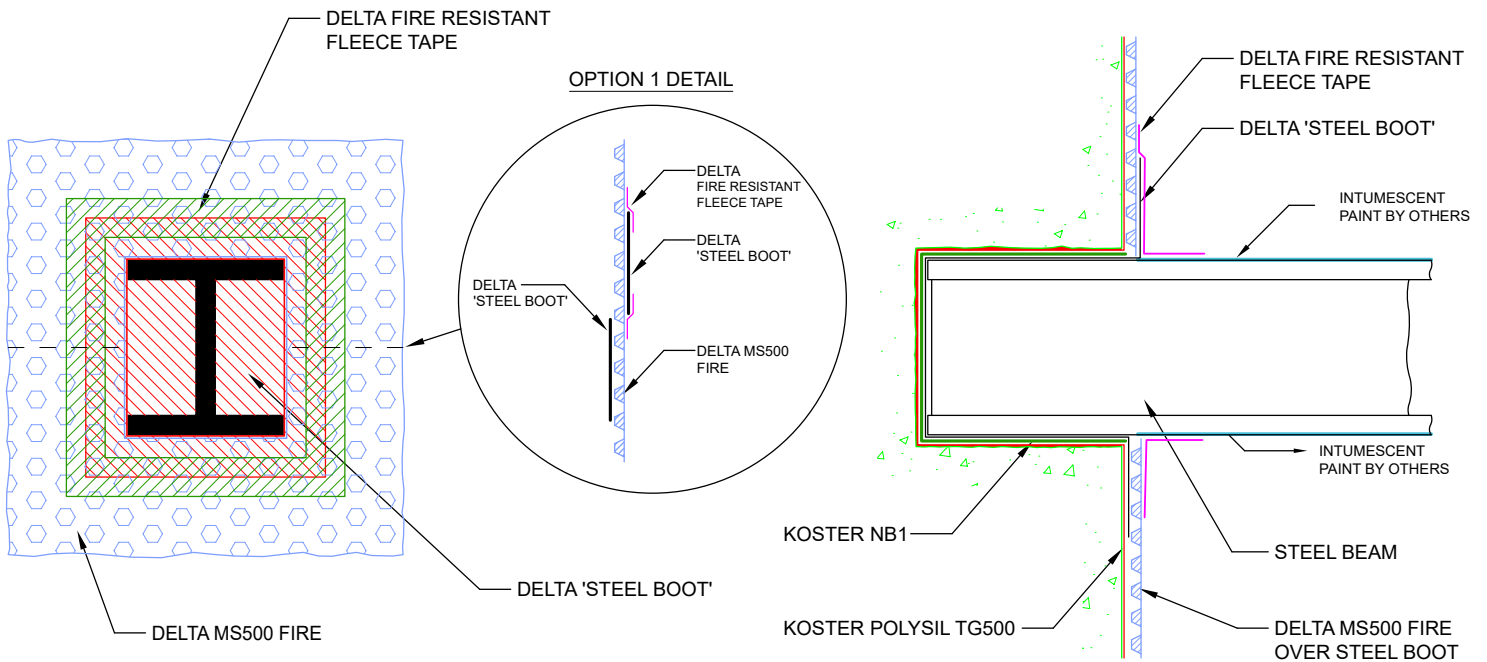 DELTA FIRE RESISTANT
FLEECE TAPE
DELTA 'STEEL BOOT'
DELTA MS500 FIRE
OPTION 1 DETAIL
DELTA
FIRE RESISTANT
FLEECE TAPE
DELTA
'STEEL BOOT'
DELTA
'STEEL BOOT'
DELTA MS500
FIRE
DELTA FIRE RESISTANT
FLEECE TAPE
DELTA 'STEEL BOOT'
INTUMESCENT
PAINT BY OTHERS
INTUMESCENT
PAINT BY OTHERS
KOSTER NB1
STEEL BEAM
KOSTER POLYSIL TG500
DELTA MS500 FIRE
OVER STEEL BOOT